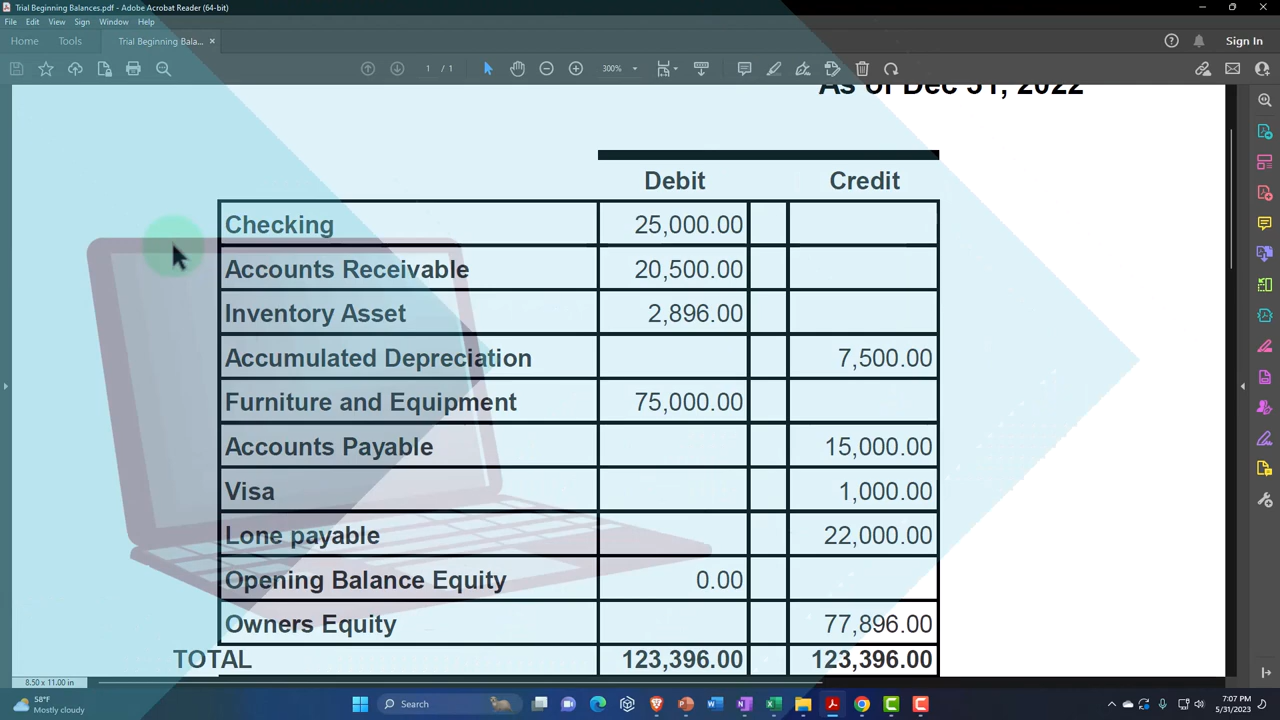 Trial Beginning Balances.pdf - Adobe Acrobat Reader (64-bit)
File Edit View Sign Window Help
Home Tools Trial Beginning Bala... × Sign In
1 / 1 300%
As of Dec 31, 2022
Debit Credit
Checking 25,000.00
Accounts Receivable 20,500.00
Inventory Asset 2,896.00
Accumulated Depreciation 7,500.00
Furniture and Equipment 75,000.00
Accounts Payable 15,000.00
Visa 1,000.00
Lone payable 22,000.00
Opening Balance Equity 0.00
Owners Equity 77,896.00
TOTAL 123,396.00 123,396.00
8.50 x 11.00 in
58°F
Mostly cloudy
Search
7:07 PM
5/31/2023